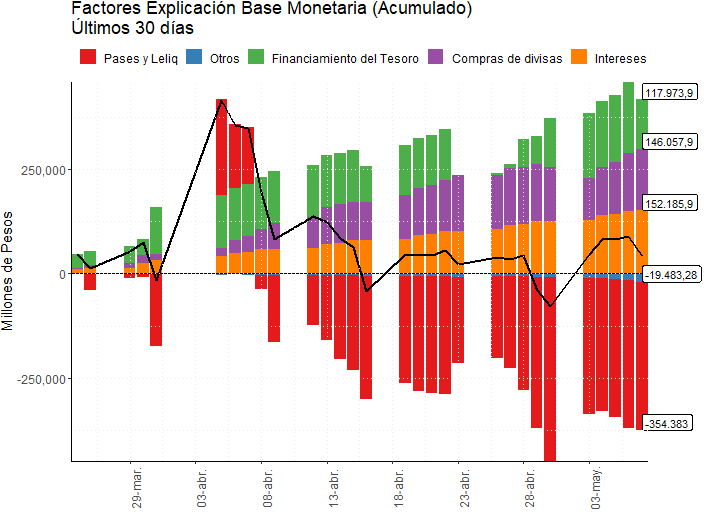 Factores Explicación Base Monetaria (Acumulado)
Últimos 30 días
Pases y Leliq Otros Financiamiento del Tesoro Compras de divisas Intereses
Millones de Pesos
250,000
0
-250,000
117.973,9
146.057,9
152.185,9
-19.483,28
-354.383
29-mar.
03-abr.
08-abr.
13-abr.
18-abr.
23-abr.
28-abr.
03-may.